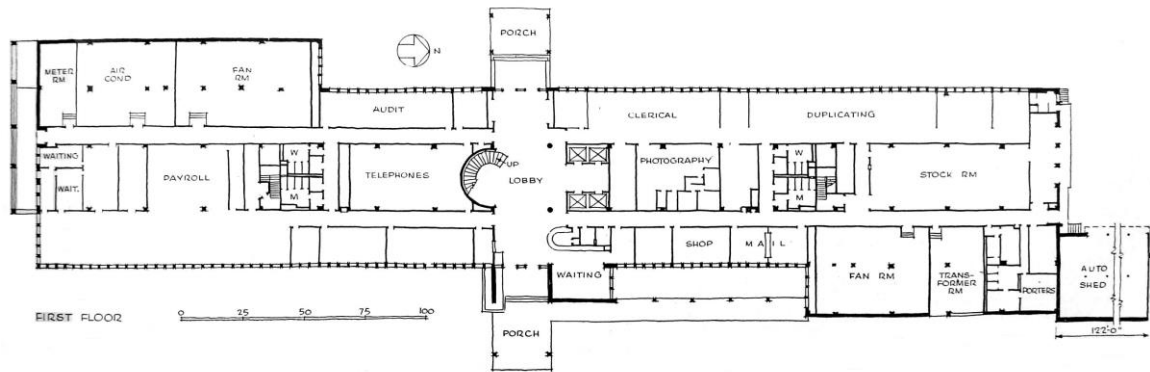 PORCH
N
METER
RM
AIR
COND
FAN
RM
AUDIT
CLERICAL
DUPLICATING
WAITING
WAIT.
PAYROLL
W
M
TELEPHONES
UP
LOBBY
PHOTOGRAPHY
W
M
STOCK RM
SHOP
MAIL
WAITING
FAN RM
TRANS-
FORMER
RM
PORTERS
AUTO
SHED
FIRST FLOOR
0 25 50 75 100
PORCH
122'-0"